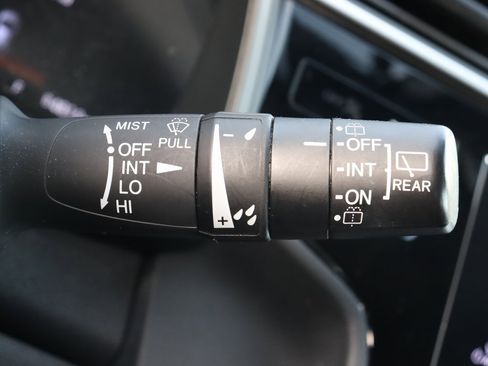 MIST
PULL
OFF
INT
LO
HI
- 
+
OFF
INT
ON
REAR